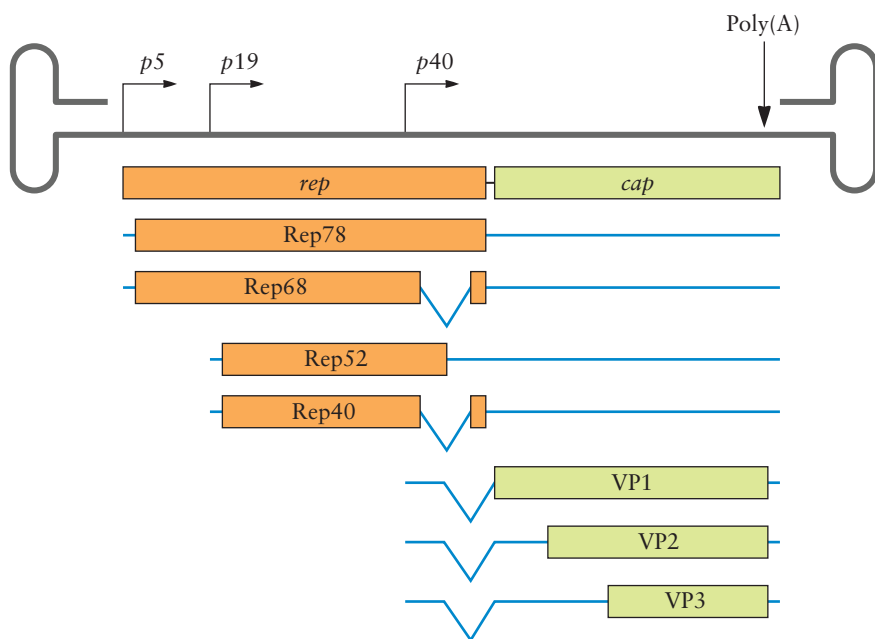 Poly(A)
p5 p19 p40
rep cap
Rep78
Rep68
Rep52
Rep40
VP1
VP2
VP3